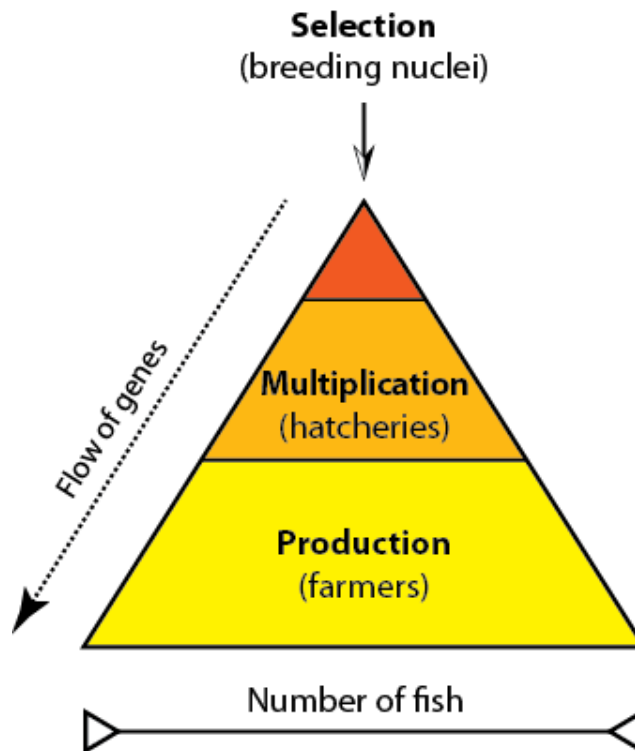 Selection
(breeding nuclei)
Flow of genes
Multiplication
(hatcheries)
Production
(farmers)
Number of fish